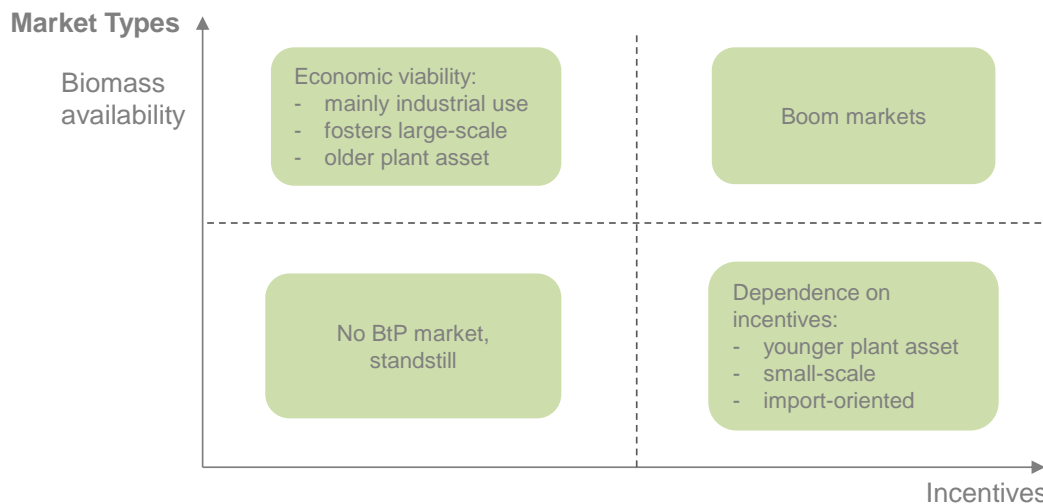 Market Types
Biomass
availability
Economic viability:
- mainly industrial use
- fosters large-scale
- older plant asset
Boom markets
No BtP market,
standstill
Dependence on
incentives:
- younger plant asset
- small-scale
- import-oriented
Incentives